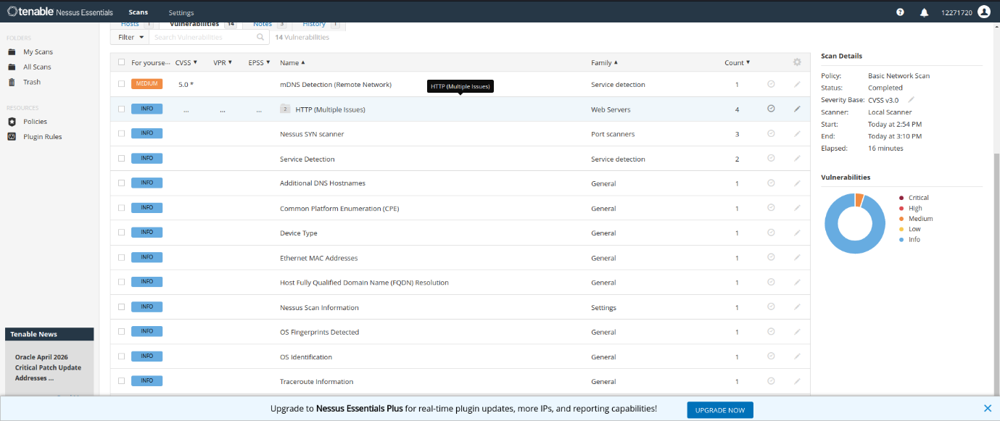 tenable Nessus Essentials Scans Settings 12271720
Hosts 1 Vulnerabilities 14 Notes 3 History 1
Filter Search Vulnerabilities 14 Vulnerabilities
FOLDERS
My Scans
All Scans
Trash
RESOURCES
Policies
Plugin Rules
For yourse... CVSS VPR EPSS Name Family Count
MEDIUM 5.0 * mDNS Detection (Remote Network) Service detection 1
HTTP (Multiple Issues)
INFO ... ... ... 2 HTTP (Multiple Issues) Web Servers 4
INFO Nessus SYN scanner Port scanners 3
INFO Service Detection Service detection 2
INFO Additional DNS Hostnames General 1
INFO Common Platform Enumeration (CPE) General 1
INFO Device Type General 1
INFO Ethernet MAC Addresses General 1
INFO Host Fully Qualified Domain Name (FQDN) Resolution General 1
INFO Nessus Scan Information Settings 1
INFO OS Fingerprints Detected General 1
INFO OS Identification General 1
INFO Traceroute Information General 1
Scan Details
Policy: Basic Network Scan
Status: Completed
Severity Base: CVSS v3.0
Scanner: Local Scanner
Start: Today at 2:54 PM
End: Today at 3:10 PM
Elapsed: 16 minutes
Vulnerabilities
Critical
High
Medium
Low
Info
Tenable News
Oracle April 2026
Critical Patch Update
Addresses ...
Upgrade to Nessus Essentials Plus for real-time plugin updates, more IPs, and reporting capabilities! UPGRADE NOW